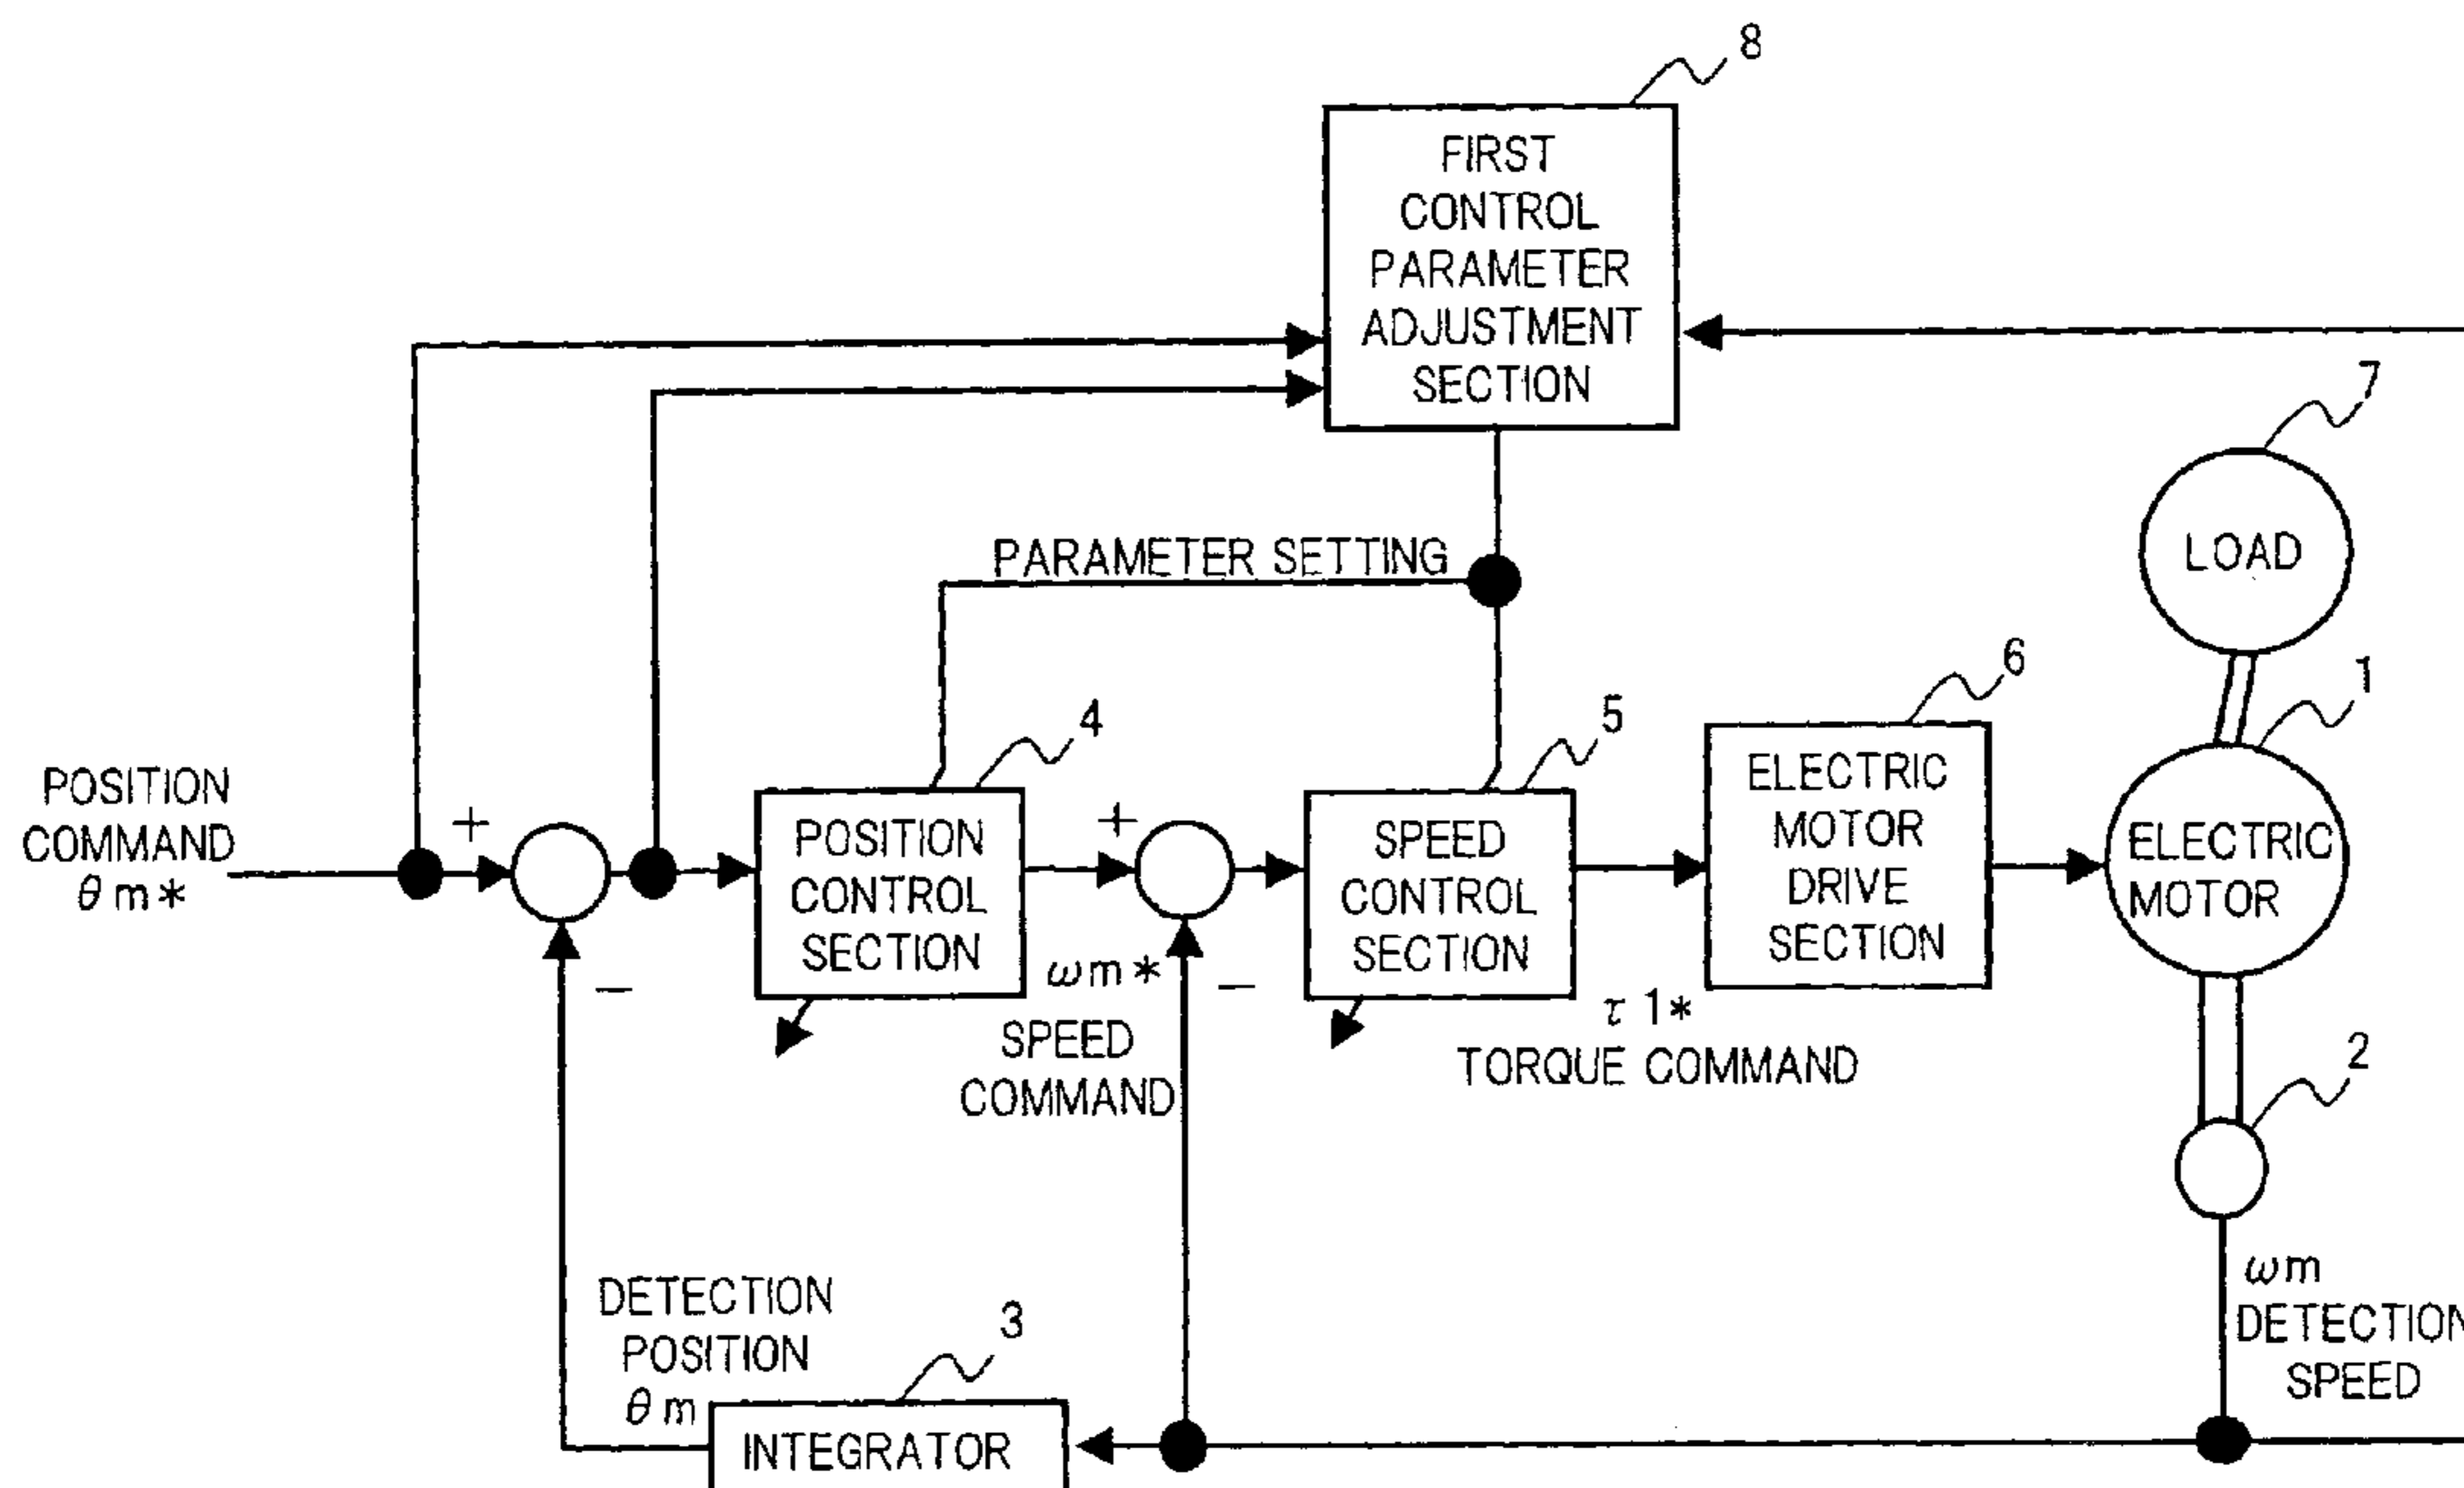 8
FIRST
CONTROL
PARAMETER
ADJUSTMENT
SECTION
7
LOAD
PARAMETER SETTING
6
1
4
5
POSITION
COMMAND
θm*
+
POSITION
CONTROL
SECTION
+
SPEED
CONTROL
SECTION
ELECTRIC
MOTOR
DRIVE
SECTION
ELECTRIC
MOTOR
−
ωm*
SPEED
COMMAND
−
τ1*
TORQUE COMMAND
2
DETECTION
POSITION
θm
3
INTEGRATOR
ωm
DETECTION
SPEED